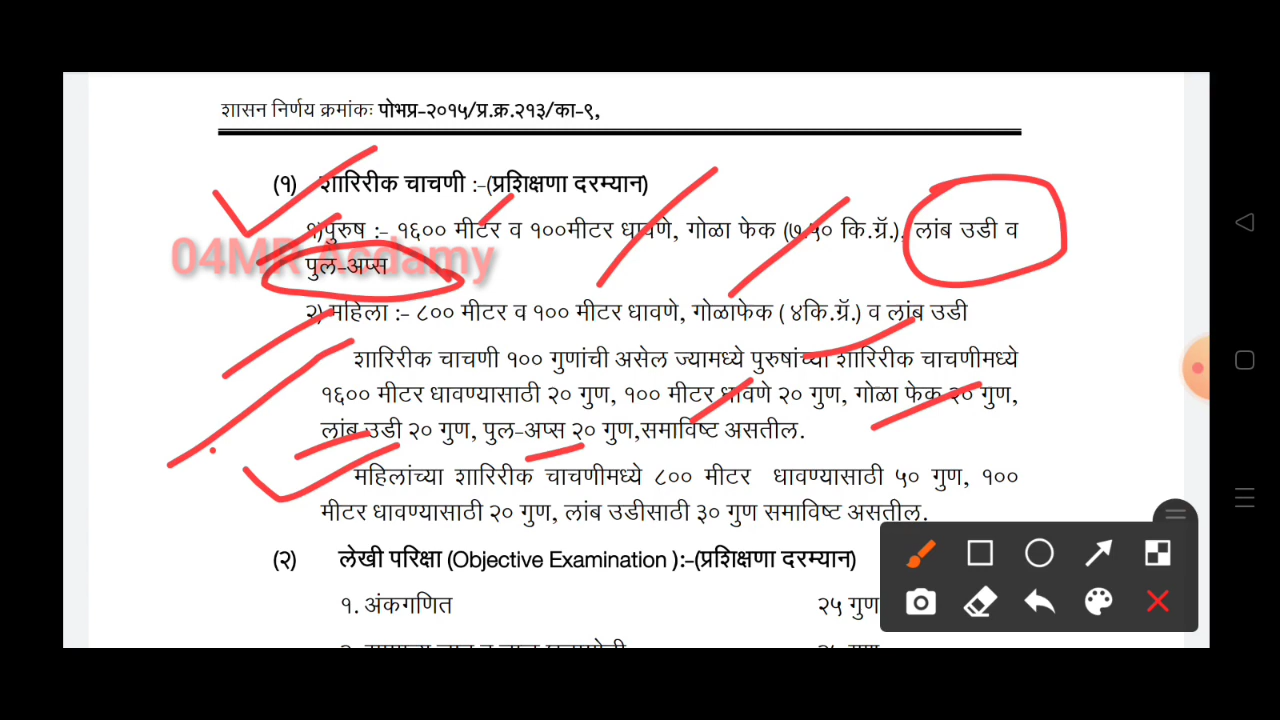 शासन निर्णय क्रमांकः पोभप्र-२०१५/प्र.क्र.२१३/का-९,
(१) शारिरीक चाचणी :-(प्रशिक्षणा दरम्यान)
१)पुरुष :- १६०० मीटर व १००मीटर धावणे, गोळा फेक (७.५० कि.ग्रॅ.), लांब उडी व
04MR Acdamy
पुल-अप्स
२) महिला :- ८०० मीटर व १०० मीटर धावणे, गोळाफेक ( ४कि.ग्रॅ.) व लांब उडी
शारिरीक चाचणी १०० गुणांची असेल ज्यामध्ये पुरुषांच्या शारिरीक चाचणीमध्ये
१६०० मीटर धावण्यासाठी २० गुण, १०० मीटर धावणे २० गुण, गोळा फेक २० गुण,
लांब उडी २० गुण, पुल-अप्स २० गुण,समाविष्ट असतील.
महिलांच्या शारिरीक चाचणीमध्ये ८०० मीटर धावण्यासाठी ५० गुण, १००
मीटर धावण्यासाठी २० गुण, लांब उडीसाठी ३० गुण समाविष्ट असतील.
(२) लेखी परिक्षा (Objective Examination ):-(प्रशिक्षणा दरम्यान)
१. अंकगणित २५ गुण